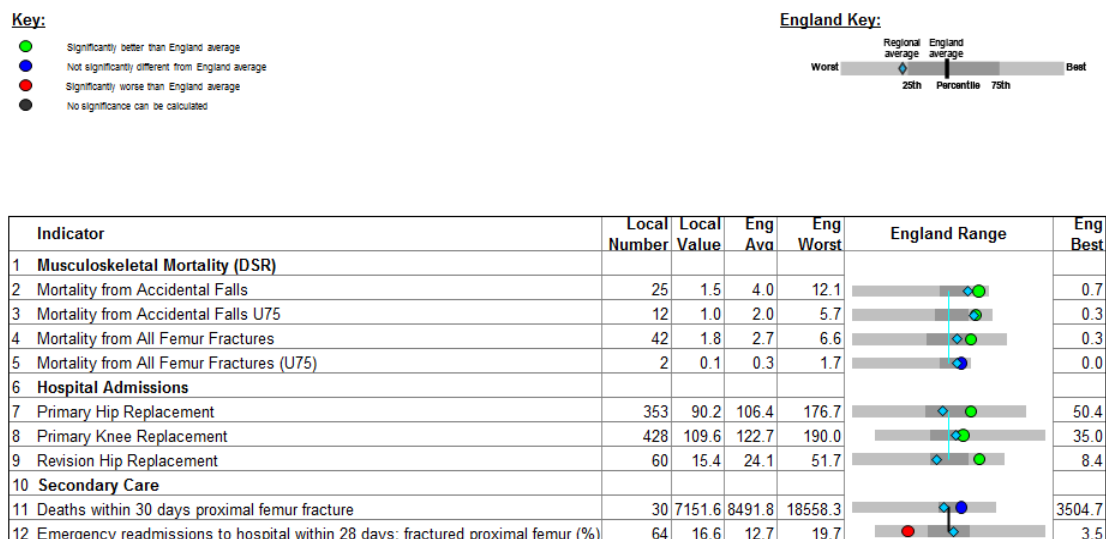 Key:
Significantly better than England average
Not significantly different from England average
Significantly worse than England average
No significance can be calculated
England Key:
Regional average England average
Worst Best
25th Percentile 75th
Indicator Local Number Local Value Eng Avg Eng Worst England Range Eng Best
1 Musculoskeletal Mortality (DSR)
2 Mortality from Accidental Falls 25 1.5 4.0 12.1 0.7
3 Mortality from Accidental Falls U75 12 1.0 2.0 5.7 0.3
4 Mortality from All Femur Fractures 42 1.8 2.7 6.6 0.3
5 Mortality from All Femur Fractures (U75) 2 0.1 0.3 1.7 0.0
6 Hospital Admissions
7 Primary Hip Replacement 353 90.2 106.4 176.7 50.4
8 Primary Knee Replacement 428 109.6 122.7 190.0 35.0
9 Revision Hip Replacement 60 15.4 24.1 51.7 8.4
10 Secondary Care
11 Deaths within 30 days proximal femur fracture 30 7151.6 8491.8 18558.3 3504.7
12 Emergency readmissions to hospital within 28 days: fractured proximal femur (%) 64 16.6 12.7 19.7 3.5